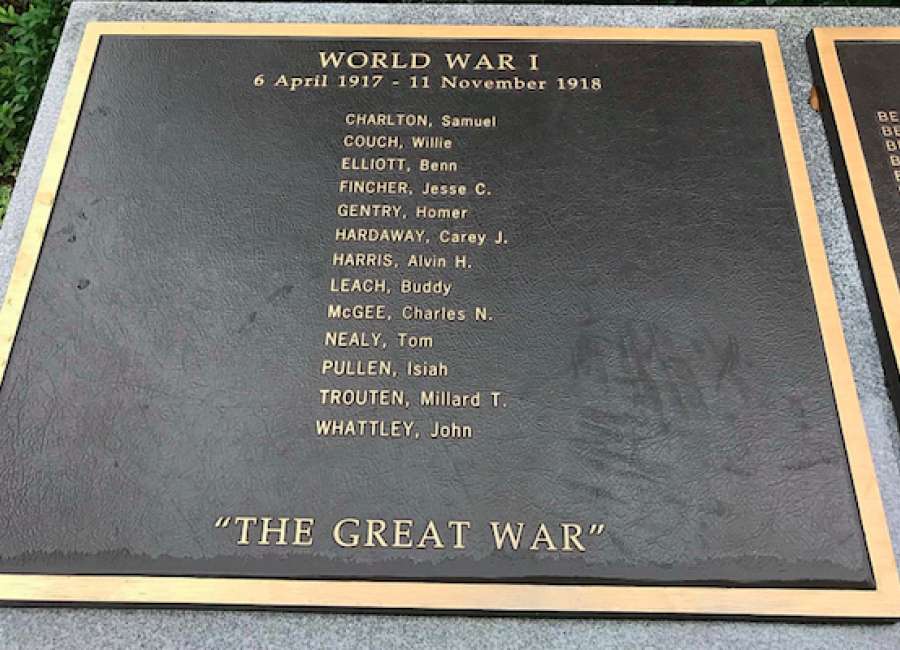 WORLD WAR I
6 April 1917 - 11 November 1918
CHARLTON, Samuel
COUCH, Willie
ELLIOTT, Benn
FINCHER, Jesse C.
GENTRY, Homer
HARDAWAY, Carey J.
HARRIS, Alvin H.
LEACH, Buddy
McGEE, Charles N.
NEALY, Tom
PULLEN, Isiah
TROUTEN, Millard T.
WHATTLEY, John
“THE GREAT WAR”